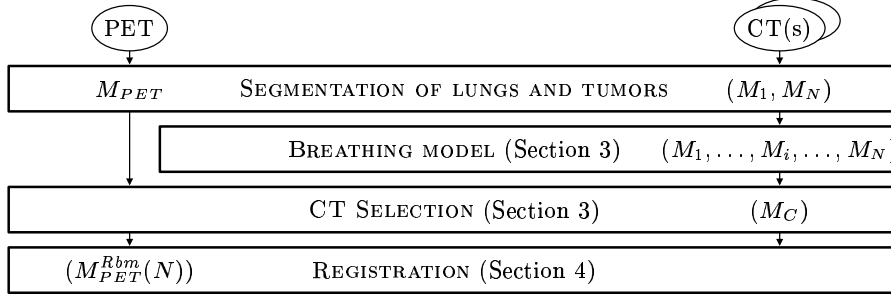 PET CT(s)
M_{PET} SEGMENTATION OF LUNGS AND TUMORS (M_1, M_N)
BREATHING MODEL (Section 3) (M_1, . . . , M_i, . . . , M_N)
CT SELECTION (Section 3) (M_C)
(M_{PET}^{Rbm}(N)) REGISTRATION (Section 4)